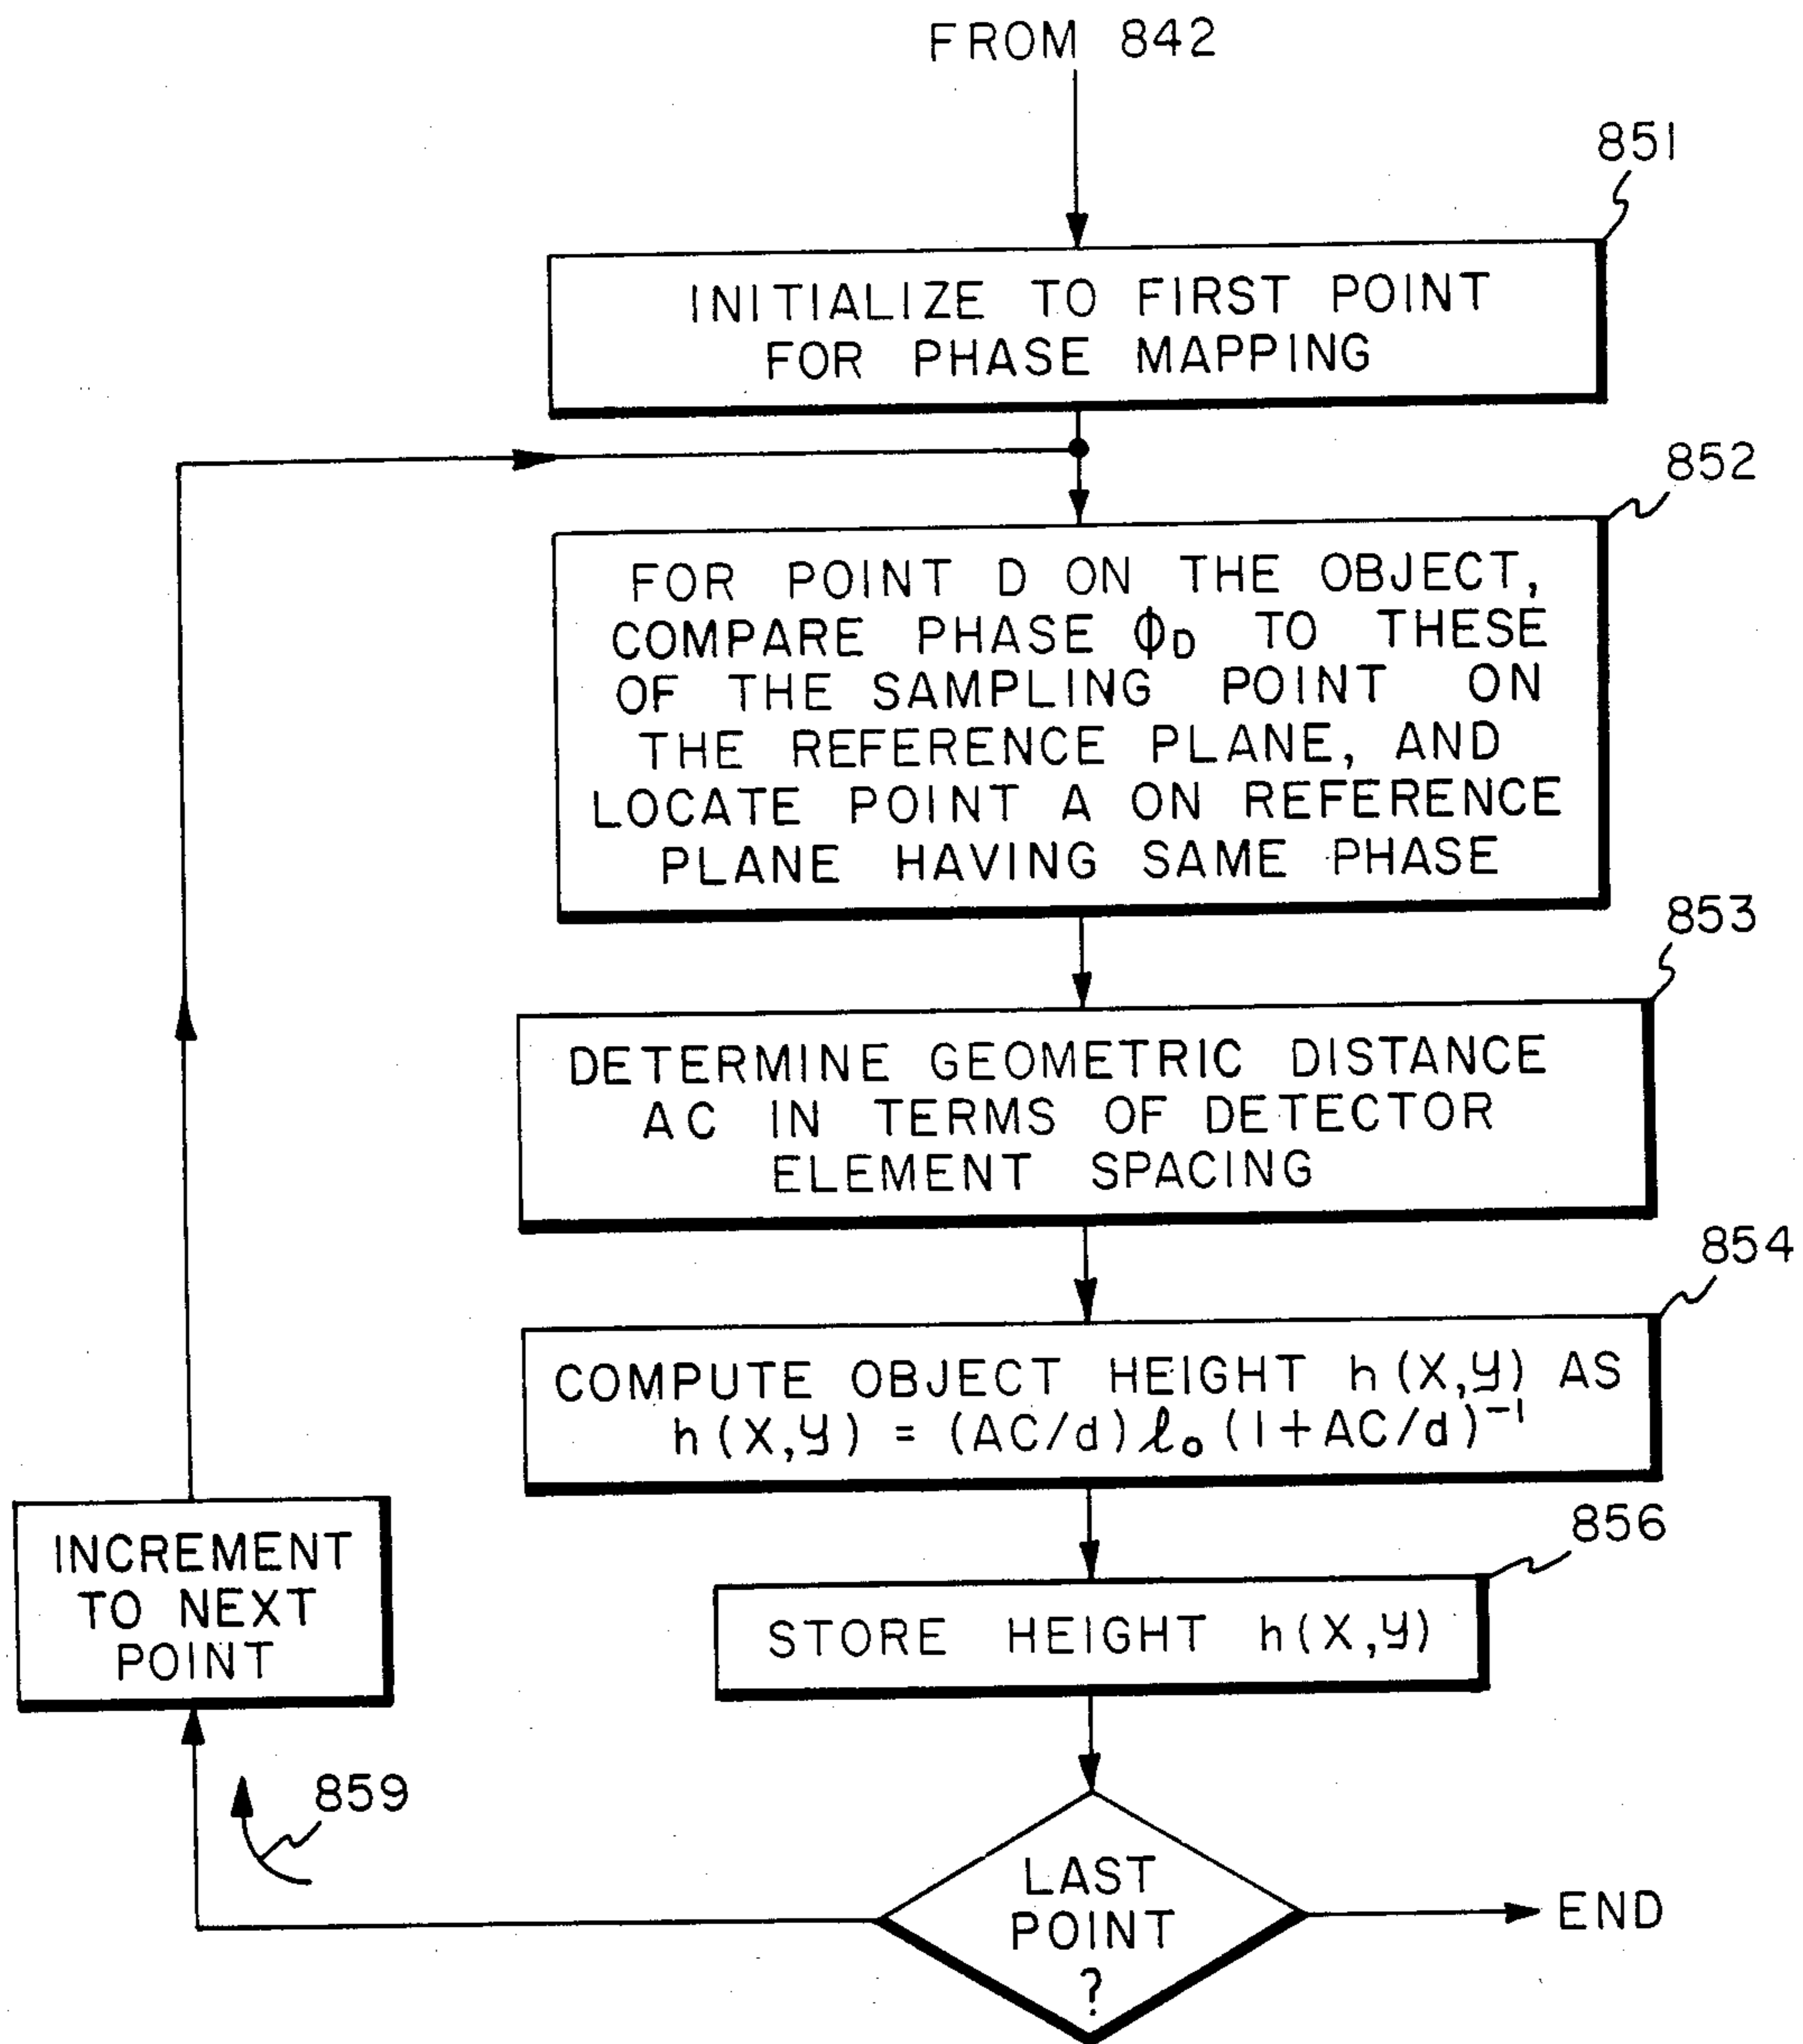 FROM 842
851
INITIALIZE TO FIRST POINT
FOR PHASE MAPPING
852
FOR POINT D ON THE OBJECT,
COMPARE PHASE ϕD TO THESE
OF THE SAMPLING POINT ON
THE REFERENCE PLANE, AND
LOCATE POINT A ON REFERENCE
PLANE HAVING SAME PHASE
853
DETERMINE GEOMETRIC DISTANCE
AC IN TERMS OF DETECTOR
ELEMENT SPACING
854
COMPUTE OBJECT HEIGHT h(X,y) AS
h(X,y) = (AC/d)ℓ₀(1+AC/d)⁻¹
856
STORE HEIGHT h(X,y)
INCREMENT
TO NEXT
POINT
859
LAST
POINT
?
END